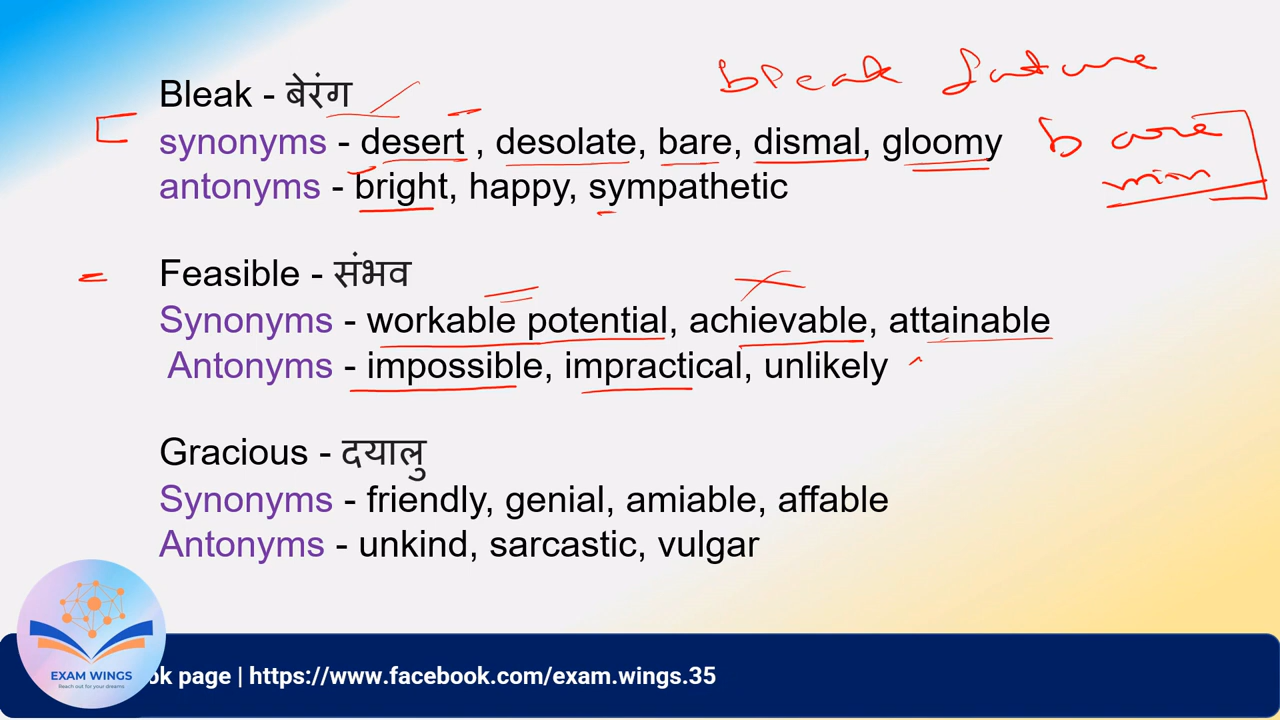 Bleak - बेरंग
bleak future
synonyms - desert , desolate, bare, dismal, gloomy
bare
min
antonyms - bright, happy, sympathetic
Feasible - संभव
Synonyms - workable potential, achievable, attainable
Antonyms - impossible, impractical, unlikely
Gracious - दयालु
Synonyms - friendly, genial, amiable, affable
Antonyms - unkind, sarcastic, vulgar
EXAM WINGS
Reach out for your dreams
ok page | https://www.facebook.com/exam.wings.35